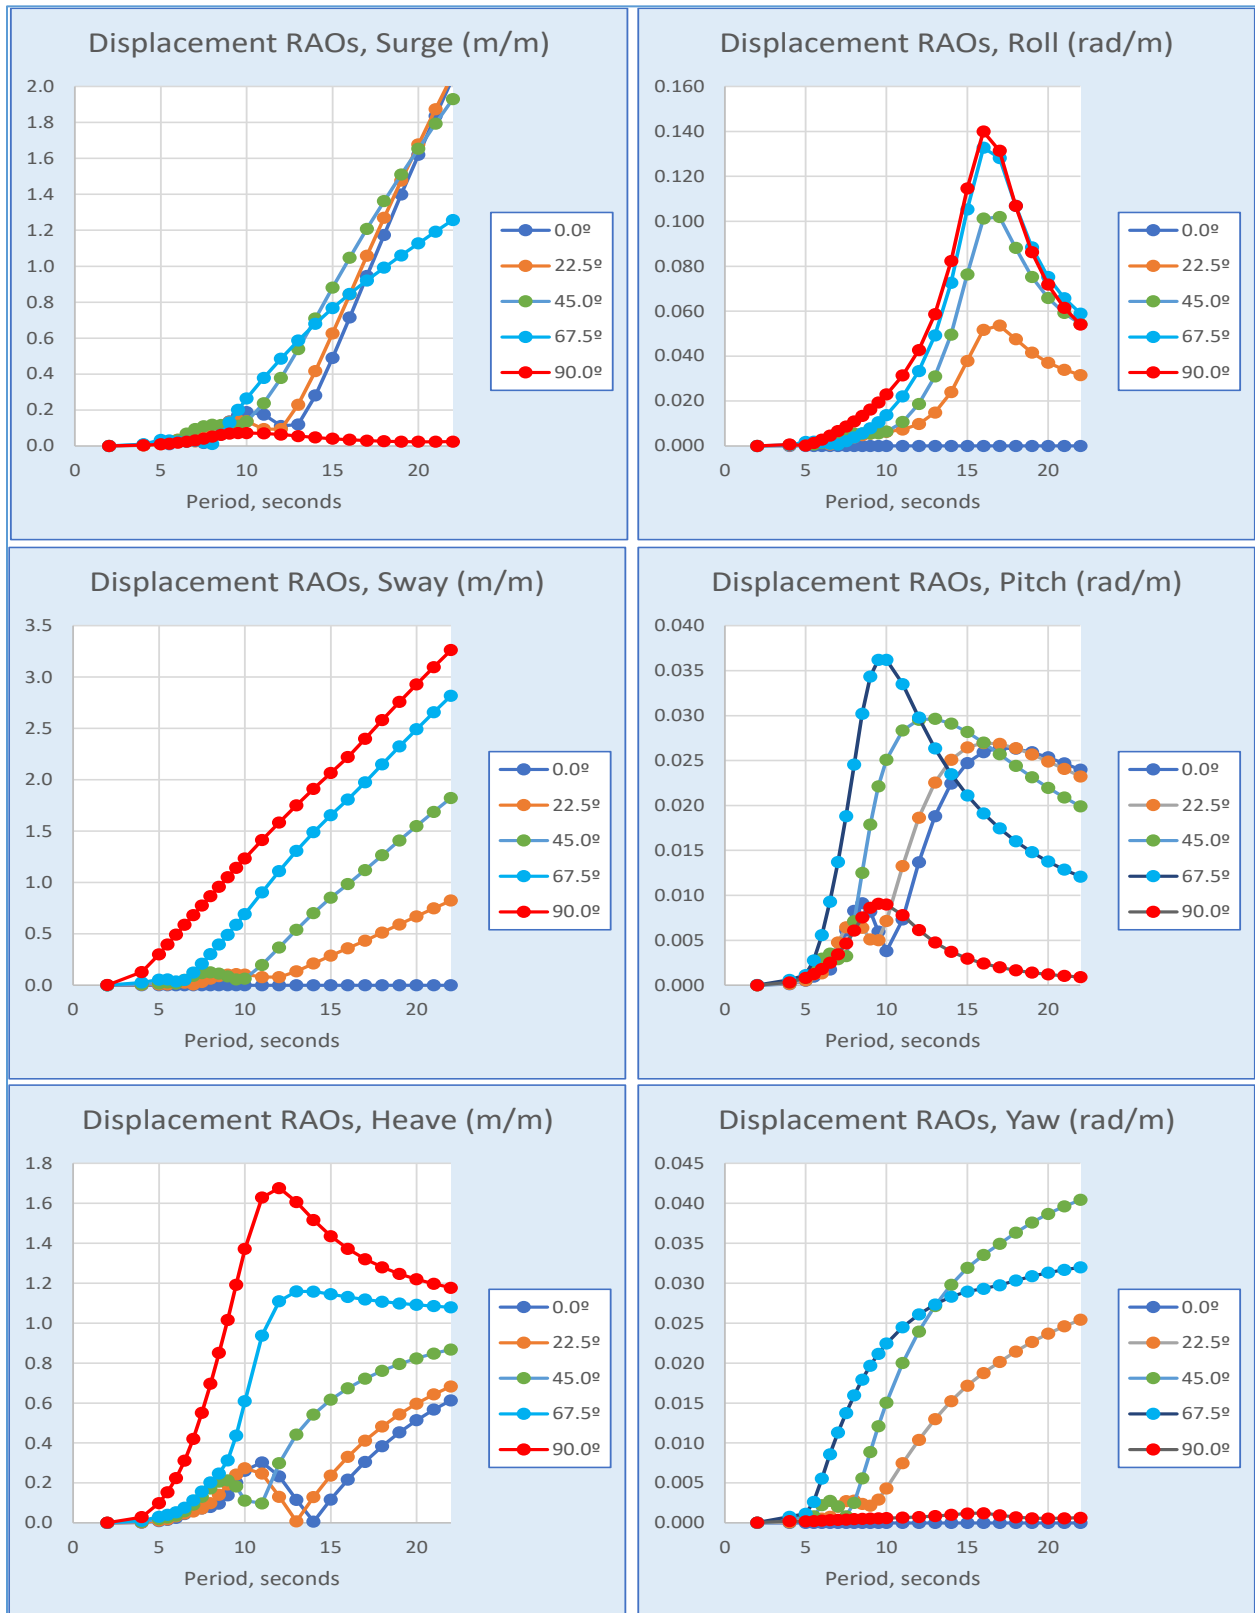 Displacement RAOs, Surge (m/m)
2.0
1.8
1.6
1.4
1.2
1.0
0.8
0.6
0.4
0.2
0.0
0 5 10 15 20
Period, seconds
0.0º
22.5º
45.0º
67.5º
90.0º
Displacement RAOs, Roll (rad/m)
0.160
0.140
0.120
0.100
0.080
0.060
0.040
0.020
0.000
0 5 10 15 20
Period, seconds
0.0º
22.5º
45.0º
67.5º
90.0º
Displacement RAOs, Sway (m/m)
3.5
3.0
2.5
2.0
1.5
1.0
0.5
0.0
0 5 10 15 20
Period, seconds
0.0º
22.5º
45.0º
67.5º
90.0º
Displacement RAOs, Pitch (rad/m)
0.040
0.035
0.030
0.025
0.020
0.015
0.010
0.005
0.000
0 5 10 15 20
Period, seconds
0.0º
22.5º
45.0º
67.5º
90.0º
Displacement RAOs, Heave (m/m)
1.8
1.6
1.4
1.2
1.0
0.8
0.6
0.4
0.2
0.0
0 5 10 15 20
Period, seconds
0.0º
22.5º
45.0º
67.5º
90.0º
Displacement RAOs, Yaw (rad/m)
0.045
0.040
0.035
0.030
0.025
0.020
0.015
0.010
0.005
0.000
0 5 10 15 20
Period, seconds
0.0º
22.5º
45.0º
67.5º
90.0º